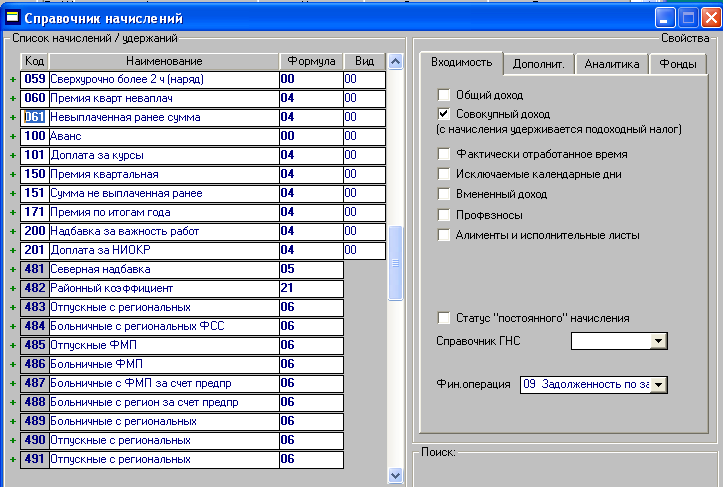 Справочник начислений
Список начислений / удержаний
Код Наименование Формула Вид
059 Сверхурочно более 2 ч (наряд) 00 00
060 Премия кварт неваплач 04 00
061 Невыплаченная ранее сумма 04 00
100 Аванс 00 00
101 Доплата за курсы 04 00
150 Премия квартальная 04 00
151 Сумма не выплаченная ранее 04 00
171 Премия по итогам года 04 00
200 Надбавка за важность работ 04 00
201 Доплата за НИОКР 04 00
481 Северная надбавка 05
482 Районный коэффициент 21
483 Отпускные с региональных 06
484 Больничные с региональных ФСС 06
485 Отпускные ФМП 06
486 Больничные ФМП 06
487 Больничные с ФМП за счет предпр 06
488 Больничные с регион за счет предпр 06
489 Больничные с региональных 06
490 Отпускные с региональных 06
491 Отпускные с региональных 06
Свойства
Входимость Дополнит. Аналитика Фонды
Общий доход
Совокупный доход
(с начисления удерживается подоходный налог)
Фактически отработанное время
Исключаемые календарные дни
Вмененный доход
Профвзносы
Алименты и исполнительные листы
Статус "постоянного" начисления
Справочник ГНС
Фин.операция 09 Задолженность по за
Поиск: